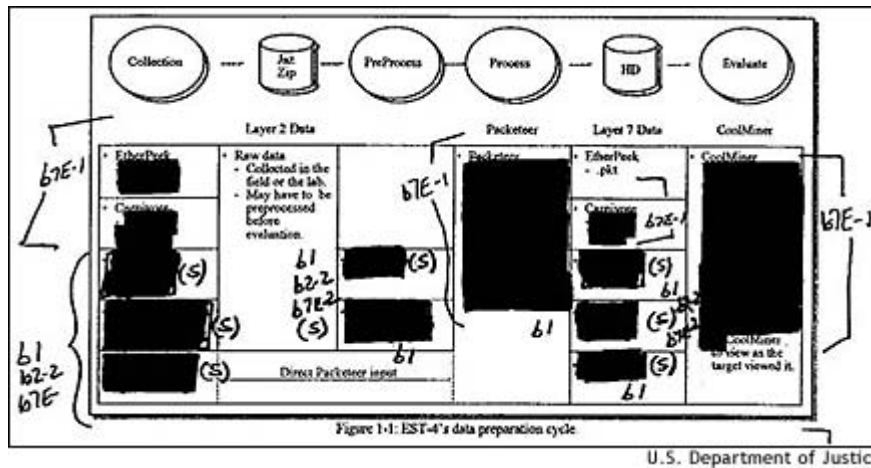 Collection
Jaz
Zip
PreProcess
Process
HD
Evaluate
Layer 2 Data
Packeteer
Layer 7 Data
CoolMiner
b7E-1
• EtherPeek
• Carnivore
(S)
(S)
(S)
b1
b2-2
b7E
• Raw data
- Collected in the
field or the lab.
- May have to be
preprocessed
before
evaluation.
b1
b2-2
b7E-2
(S)
(S)
b1
Direct Packeteer input
b7E-1
• Packeteer
b1
• EtherPeek
- .pkt
• Carnivore
b7E-1
(S)
b1
(S)
(S)
b1
• CoolMiner
CoolMiner
to view as the
target viewed it.
b7E-1
Figure 1-1: EST-4's data preparation cycle.
U.S. Department of Justic